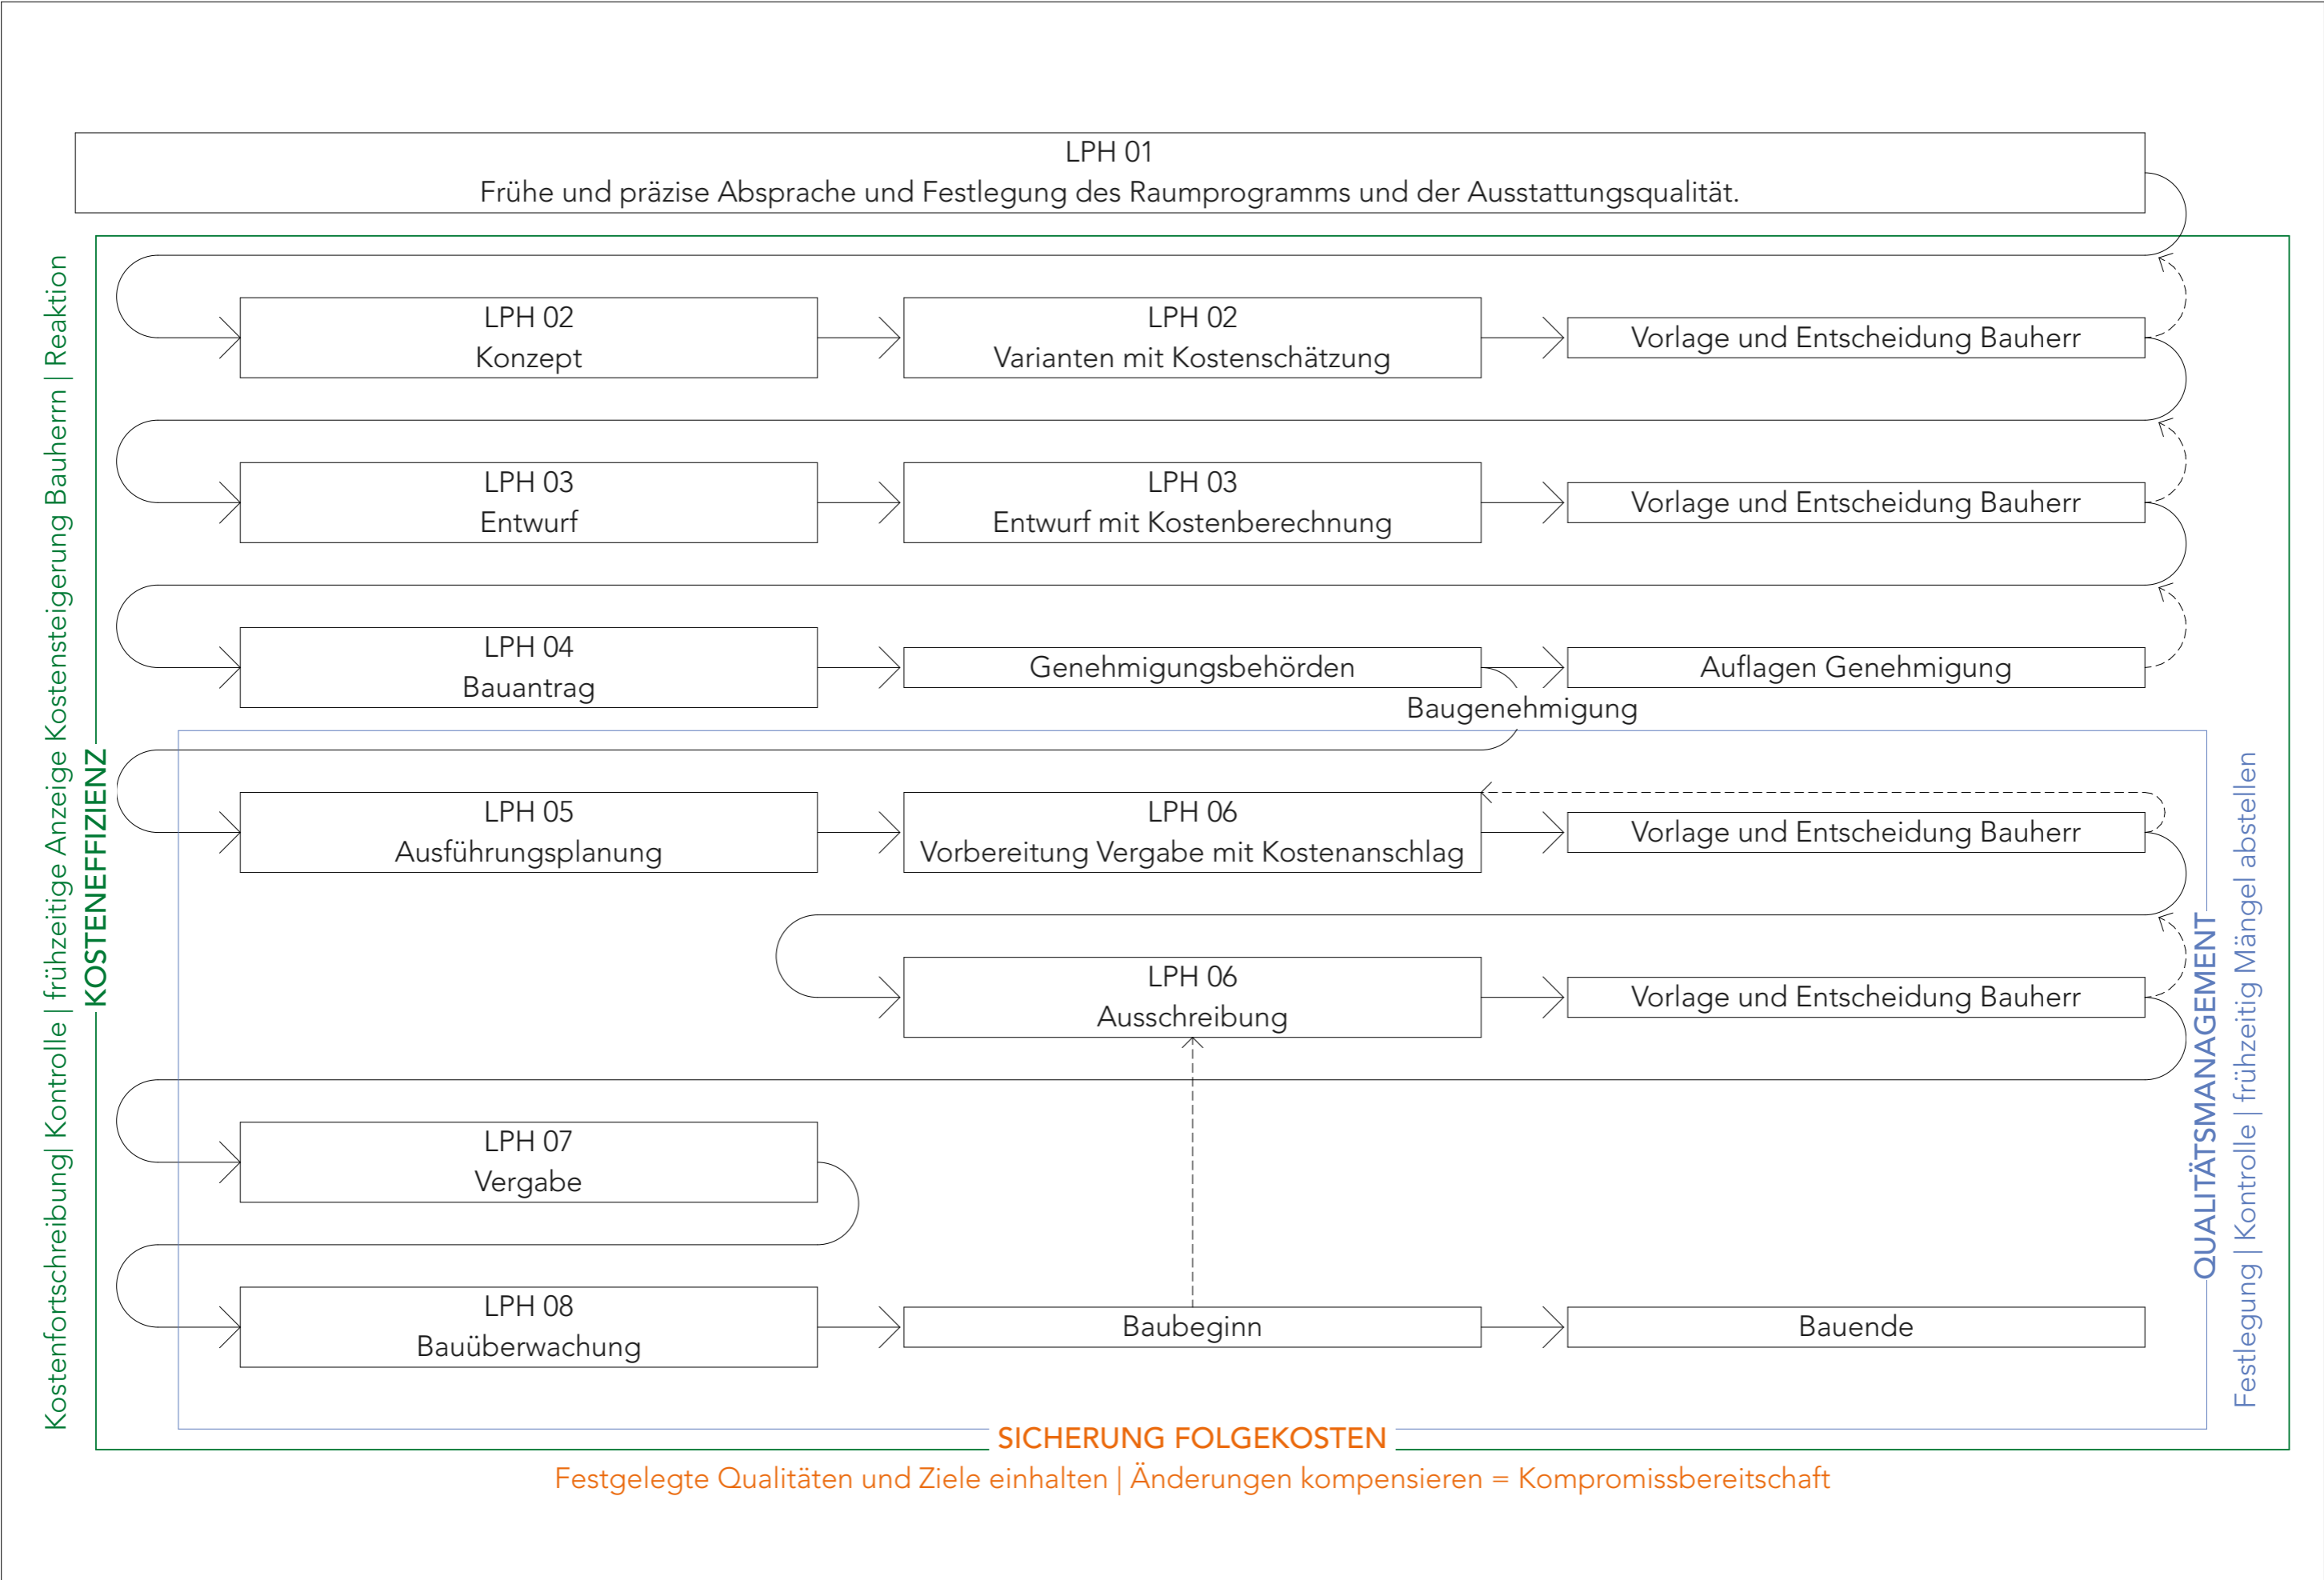 LPH 01
Frühe und präzise Absprache und Festlegung des Raumprogramms und der Ausstattungsqualität.
LPH 02
Konzept
LPH 02
Varianten mit Kostenschätzung
Vorlage und Entscheidung Bauherr
LPH 03
Entwurf
LPH 03
Entwurf mit Kostenberechnung
Vorlage und Entscheidung Bauherr
LPH 04
Bauantrag
Genehmigungsbehörden
Auflagen Genehmigung
Baugenehmigung
LPH 05
Ausführungsplanung
LPH 06
Vorbereitung Vergabe mit Kostenanschlag
Vorlage und Entscheidung Bauherr
LPH 06
Ausschreibung
Vorlage und Entscheidung Bauherr
LPH 07
Vergabe
LPH 08
Bauüberwachung
Baubeginn
Bauende
Kostenfortschreibung| Kontrolle | frühzeitige Anzeige Kostensteigerung Bauherrn | Reaktion
KOSTENEFFIZIENZ
QUALITÄTSMANAGEMENT
Festlegung | Kontrolle | frühzeitig Mängel abstellen
SICHERUNG FOLGEKOSTEN
Festgelegte Qualitäten und Ziele einhalten | Änderungen kompensieren = Kompromissbereitschaft